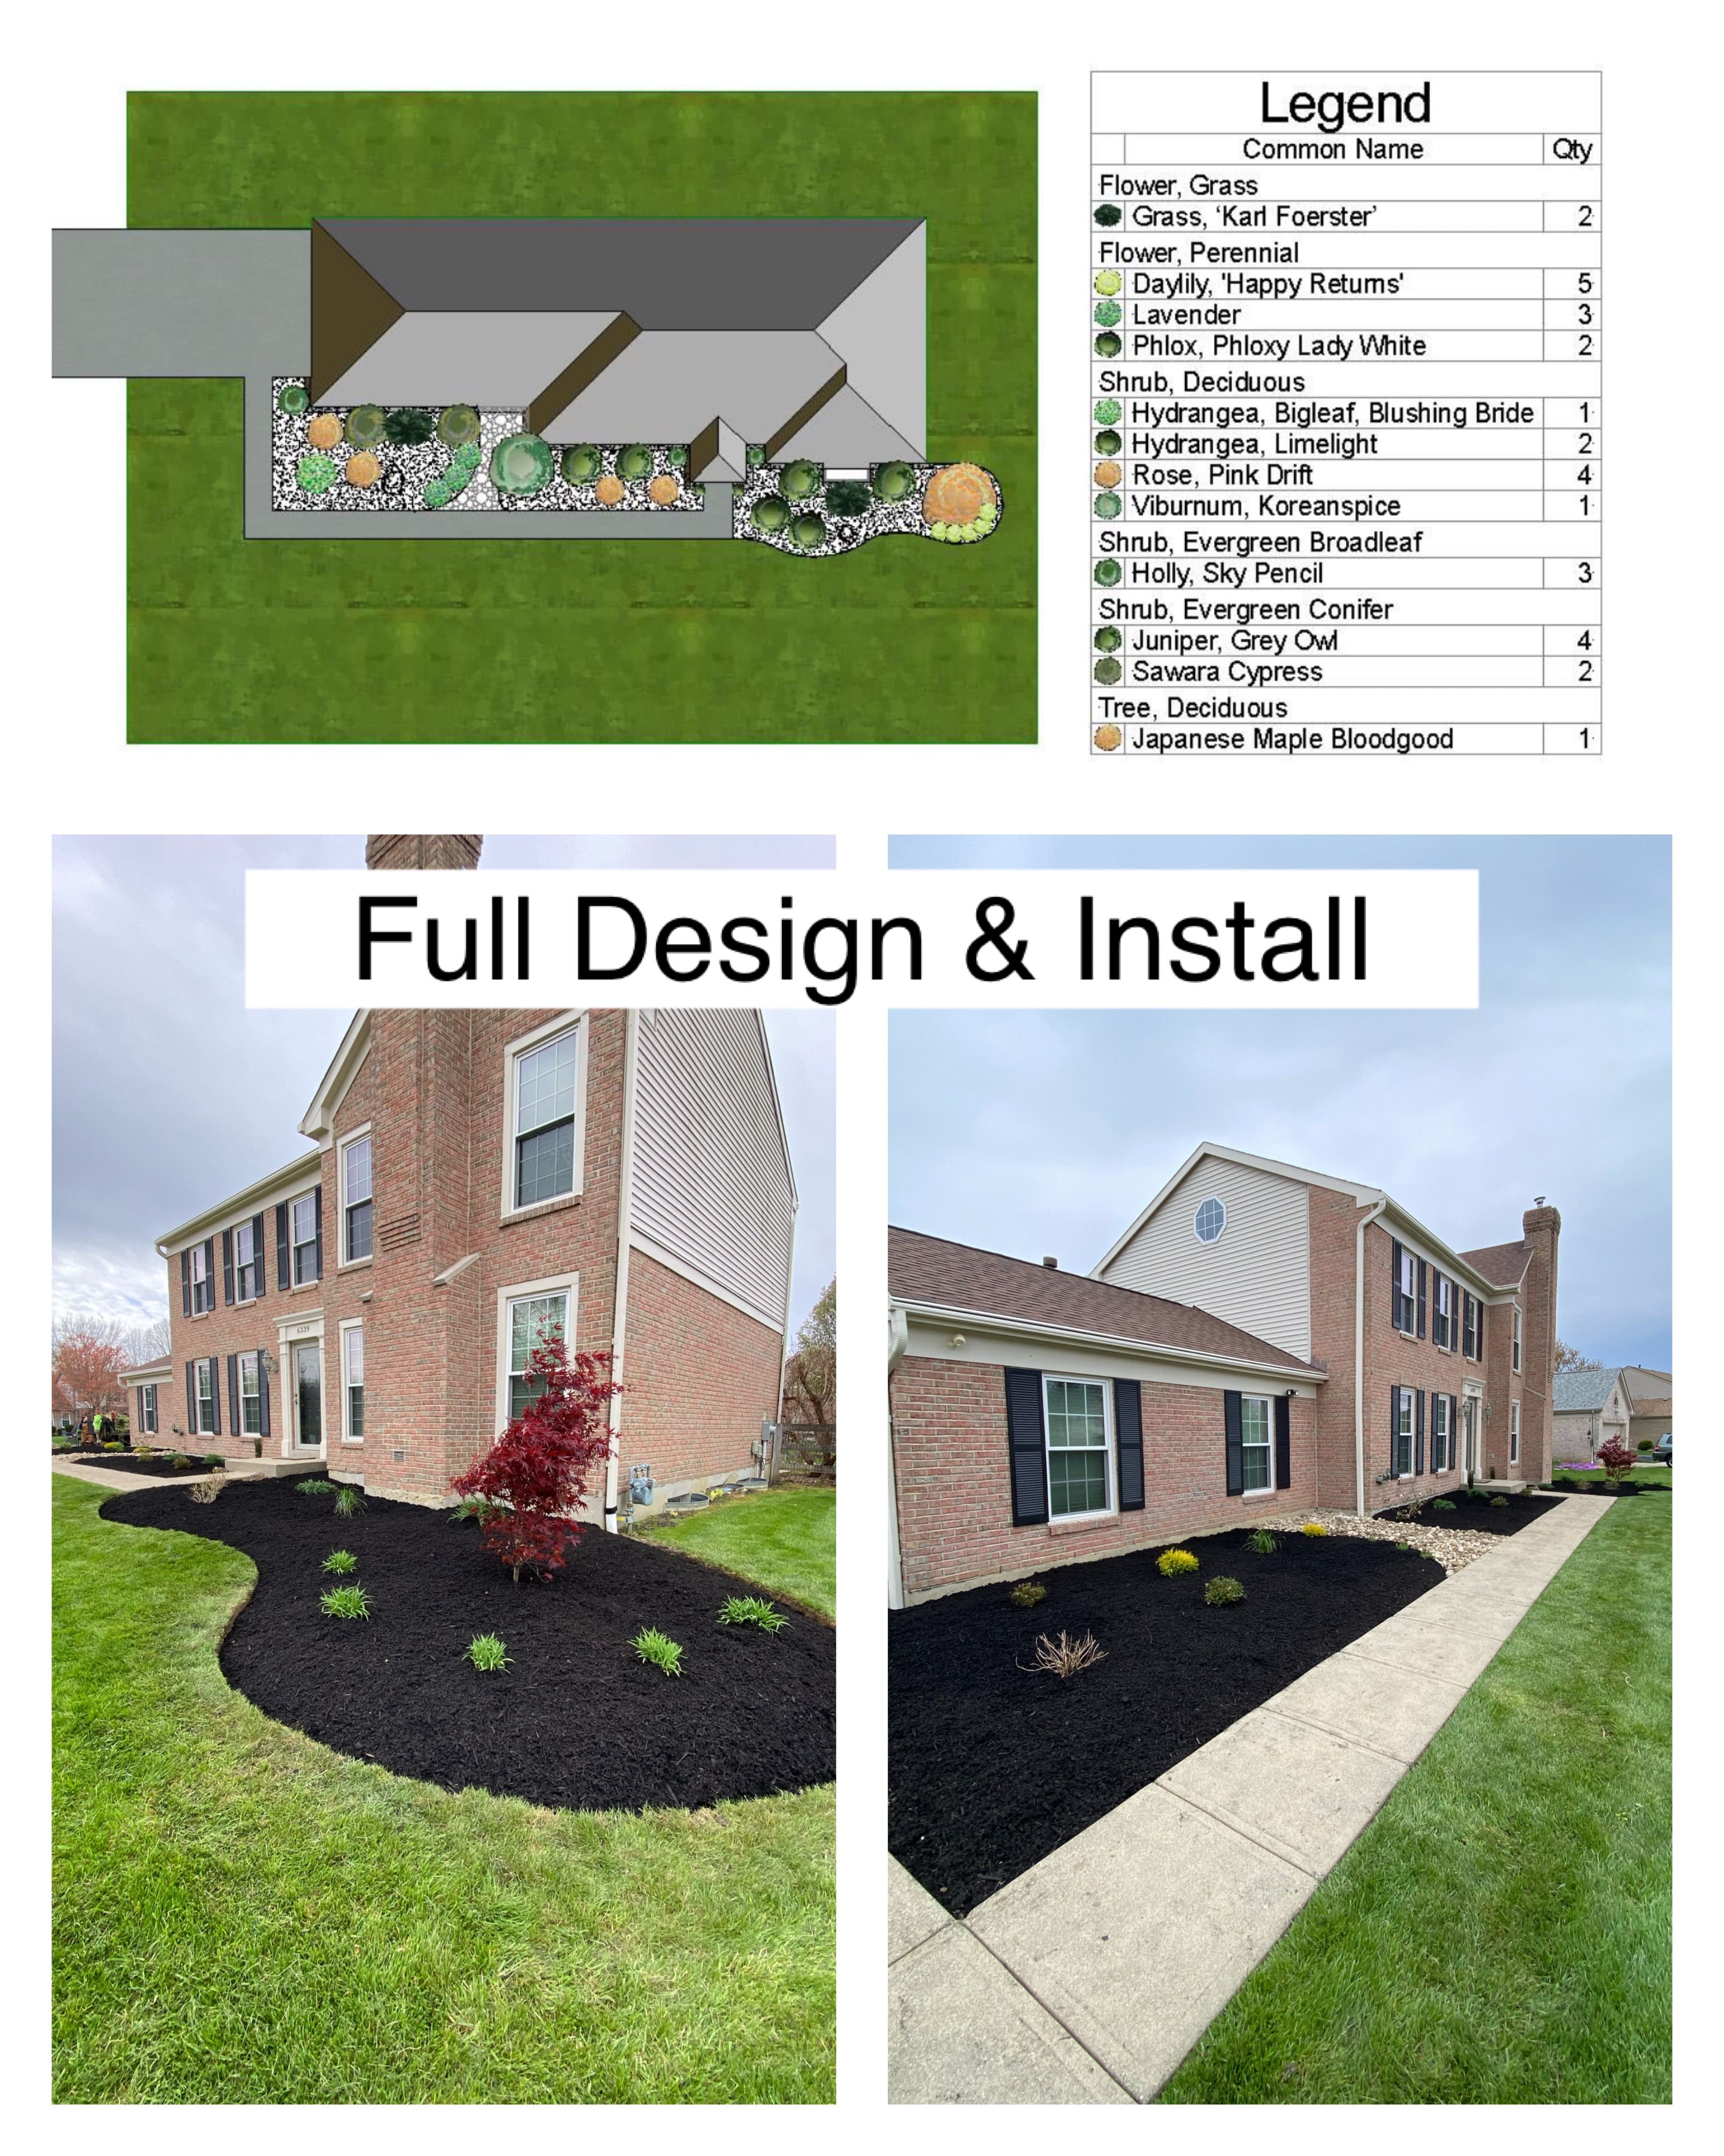 Legend
Common Name Qty
Flower, Grass
Grass, ‘Karl Foerster’ 2
Flower, Perennial
Daylily, 'Happy Returns' 5
Lavender 3
Phlox, Phloxy Lady White 2
Shrub, Deciduous
Hydrangea, Bigleaf, Blushing Bride 1
Hydrangea, Limelight 2
Rose, Pink Drift 4
Viburnum, Koreanspice 1
Shrub, Evergreen Broadleaf
Holly, Sky Pencil 3
Shrub, Evergreen Conifer
Juniper, Grey Owl 4
Sawara Cypress 2
Tree, Deciduous
Japanese Maple Bloodgood 1
Full Design & Install
6339